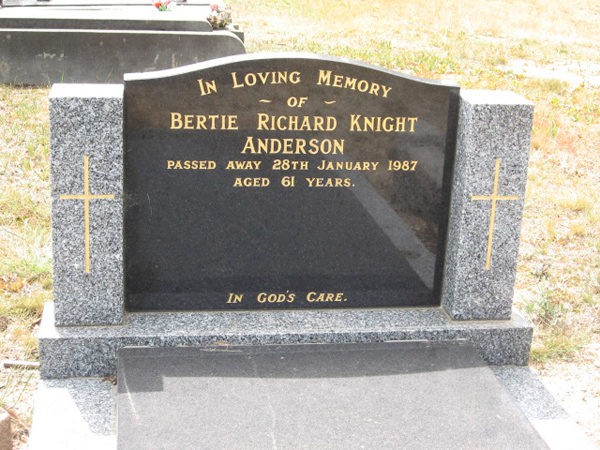 In Loving Memory
~ OF ~
Bertie Richard Knight
Anderson
PASSED AWAY 28TH JANUARY 1987
AGED 61 YEARS.
In God's Care.